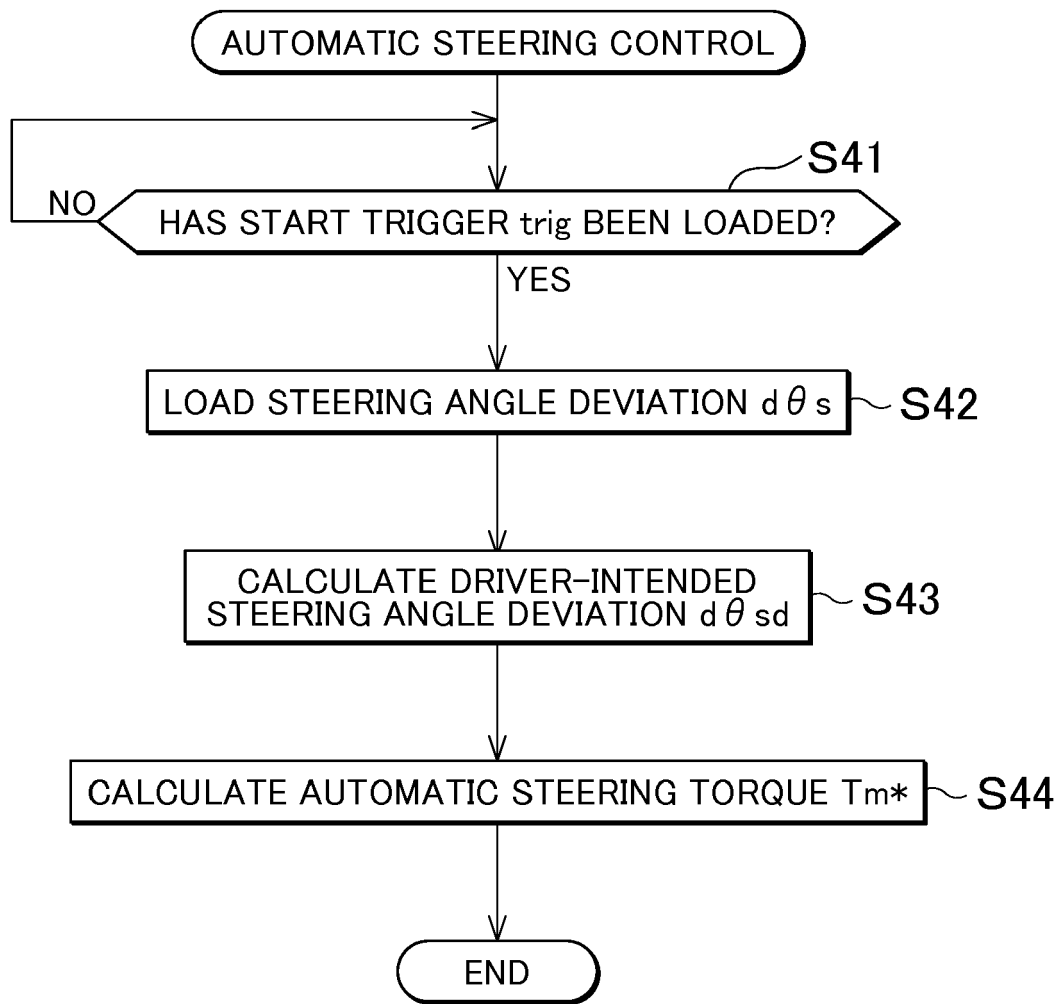 AUTOMATIC STEERING CONTROL
S41
NO
HAS START TRIGGER trig BEEN LOADED?
YES
LOAD STEERING ANGLE DEVIATION dθs
S42
CALCULATE DRIVER-INTENDED
STEERING ANGLE DEVIATION dθsd
S43
CALCULATE AUTOMATIC STEERING TORQUE Tm*
S44
END